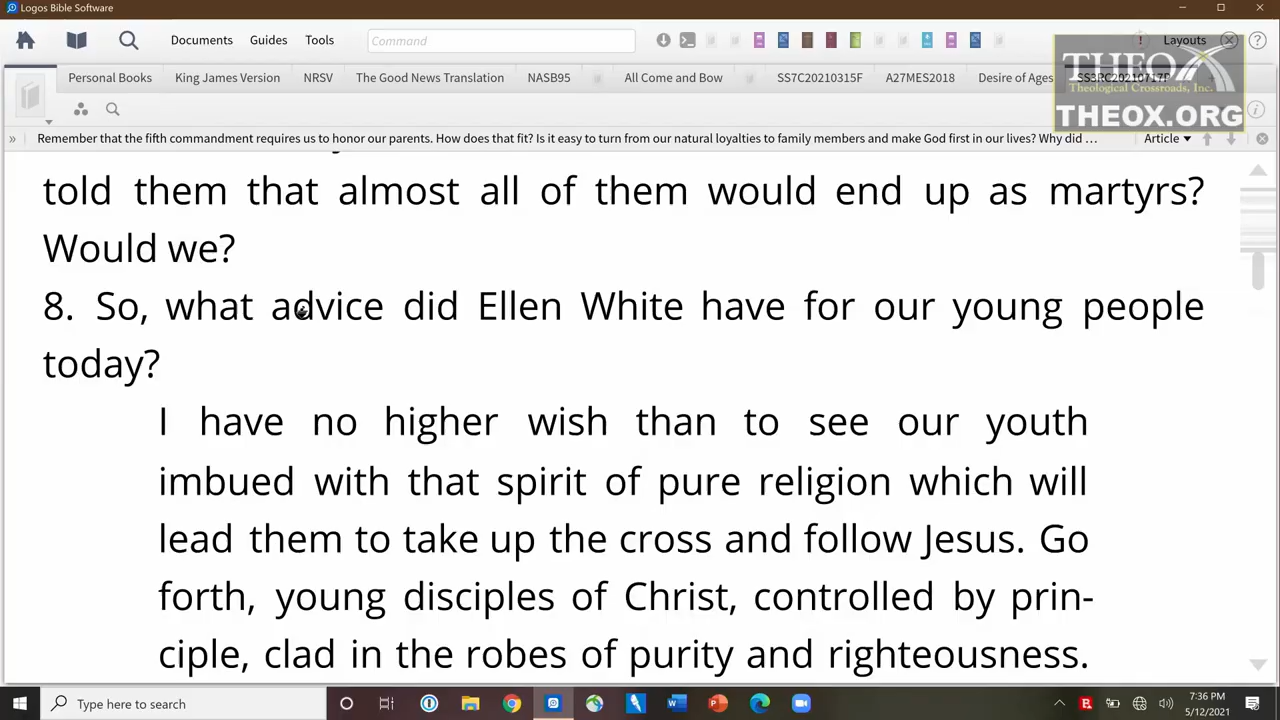 Logos Bible Software
Documents Guides Tools Command Layouts
Personal Books King James Version NRSV The Good News Translation NASB95 All Come and Bow SS7C20210315F A27MES2018 Desire of Ages SS3RC20210717P
THEOX
Theological Crossroads, Inc.
THEOX.ORG
Remember that the fifth commandment requires us to honor our parents. How does that fit? Is it easy to turn from our natural loyalties to family members and make God first in our lives? Why did ... Article
told them that almost all of them would end up as martyrs?
Would we?
8. So, what advice did Ellen White have for our young people
today?
I have no higher wish than to see our youth
imbued with that spirit of pure religion which will
lead them to take up the cross and follow Jesus. Go
forth, young disciples of Christ, controlled by prin-
ciple, clad in the robes of purity and righteousness.
Type here to search
7:36 PM
5/12/2021